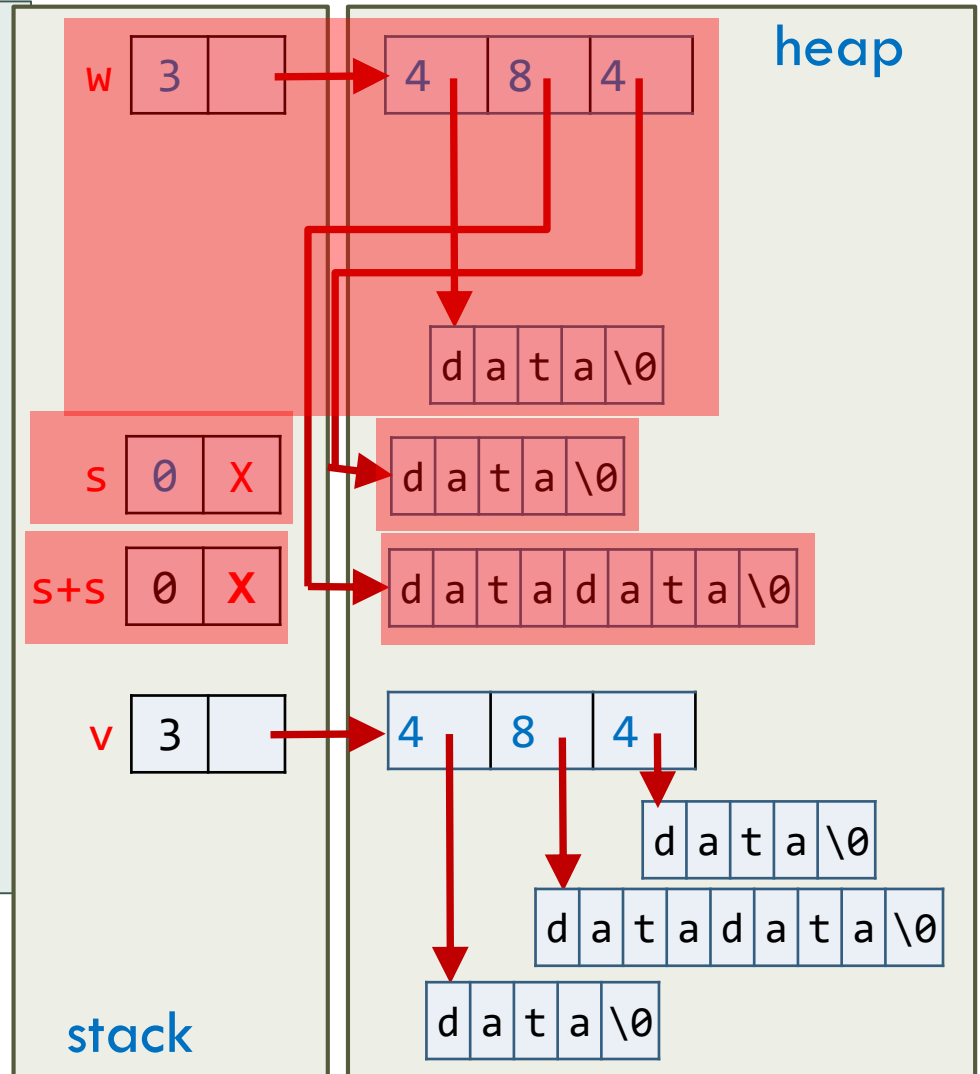 heap
w 3 4 8 4
d a t a \0
s 0 X d a t a \0
s+s 0 X d a t a d a t a \0
v 3 4 8 4
d a t a \0
d a t a d a t a \0
d a t a \0
stack